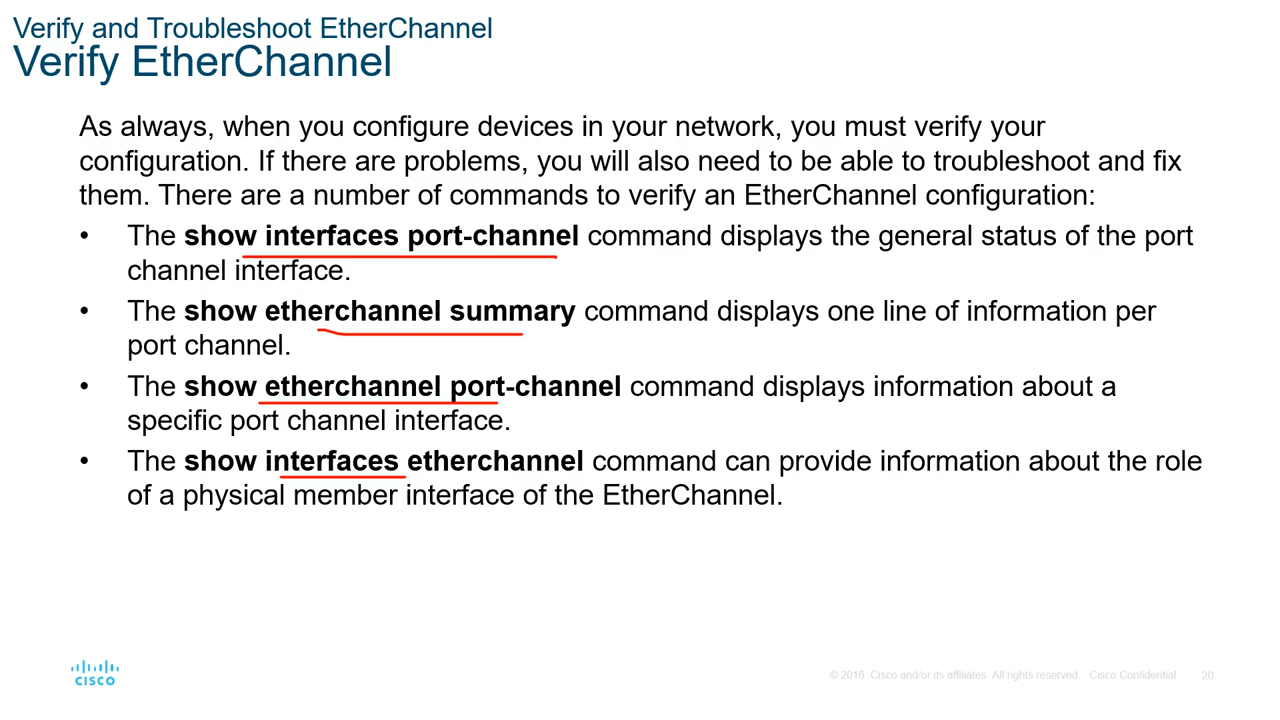 Verify and Troubleshoot EtherChannel
Verify EtherChannel
As always, when you configure devices in your network, you must verify your
configuration. If there are problems, you will also need to be able to troubleshoot and fix
them. There are a number of commands to verify an EtherChannel configuration:
• The show interfaces port-channel command displays the general status of the port
channel interface.
• The show etherchannel summary command displays one line of information per
port channel.
• The show etherchannel port-channel command displays information about a
specific port channel interface.
• The show interfaces etherchannel command can provide information about the role
of a physical member interface of the EtherChannel.
CISCO
© 2016 Cisco and/or its affiliates. All rights reserved. Cisco Confidential 20